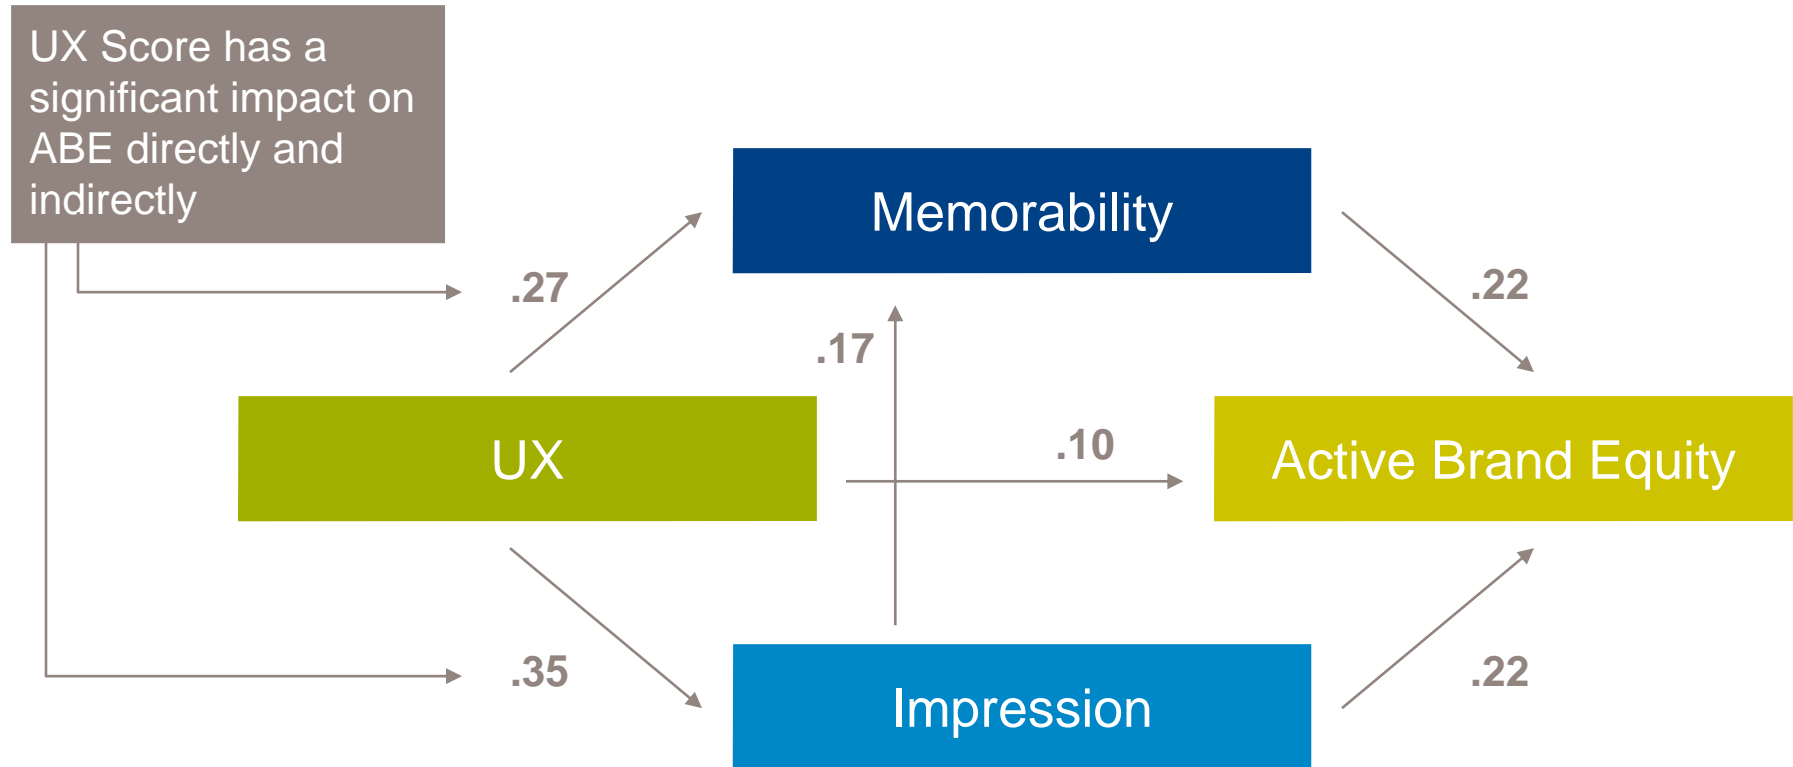 UX Score has a
significant impact on
ABE directly and
indirectly
Memorability
.27
.22
.17
UX
.10
Active Brand Equity
.35
.22
Impression